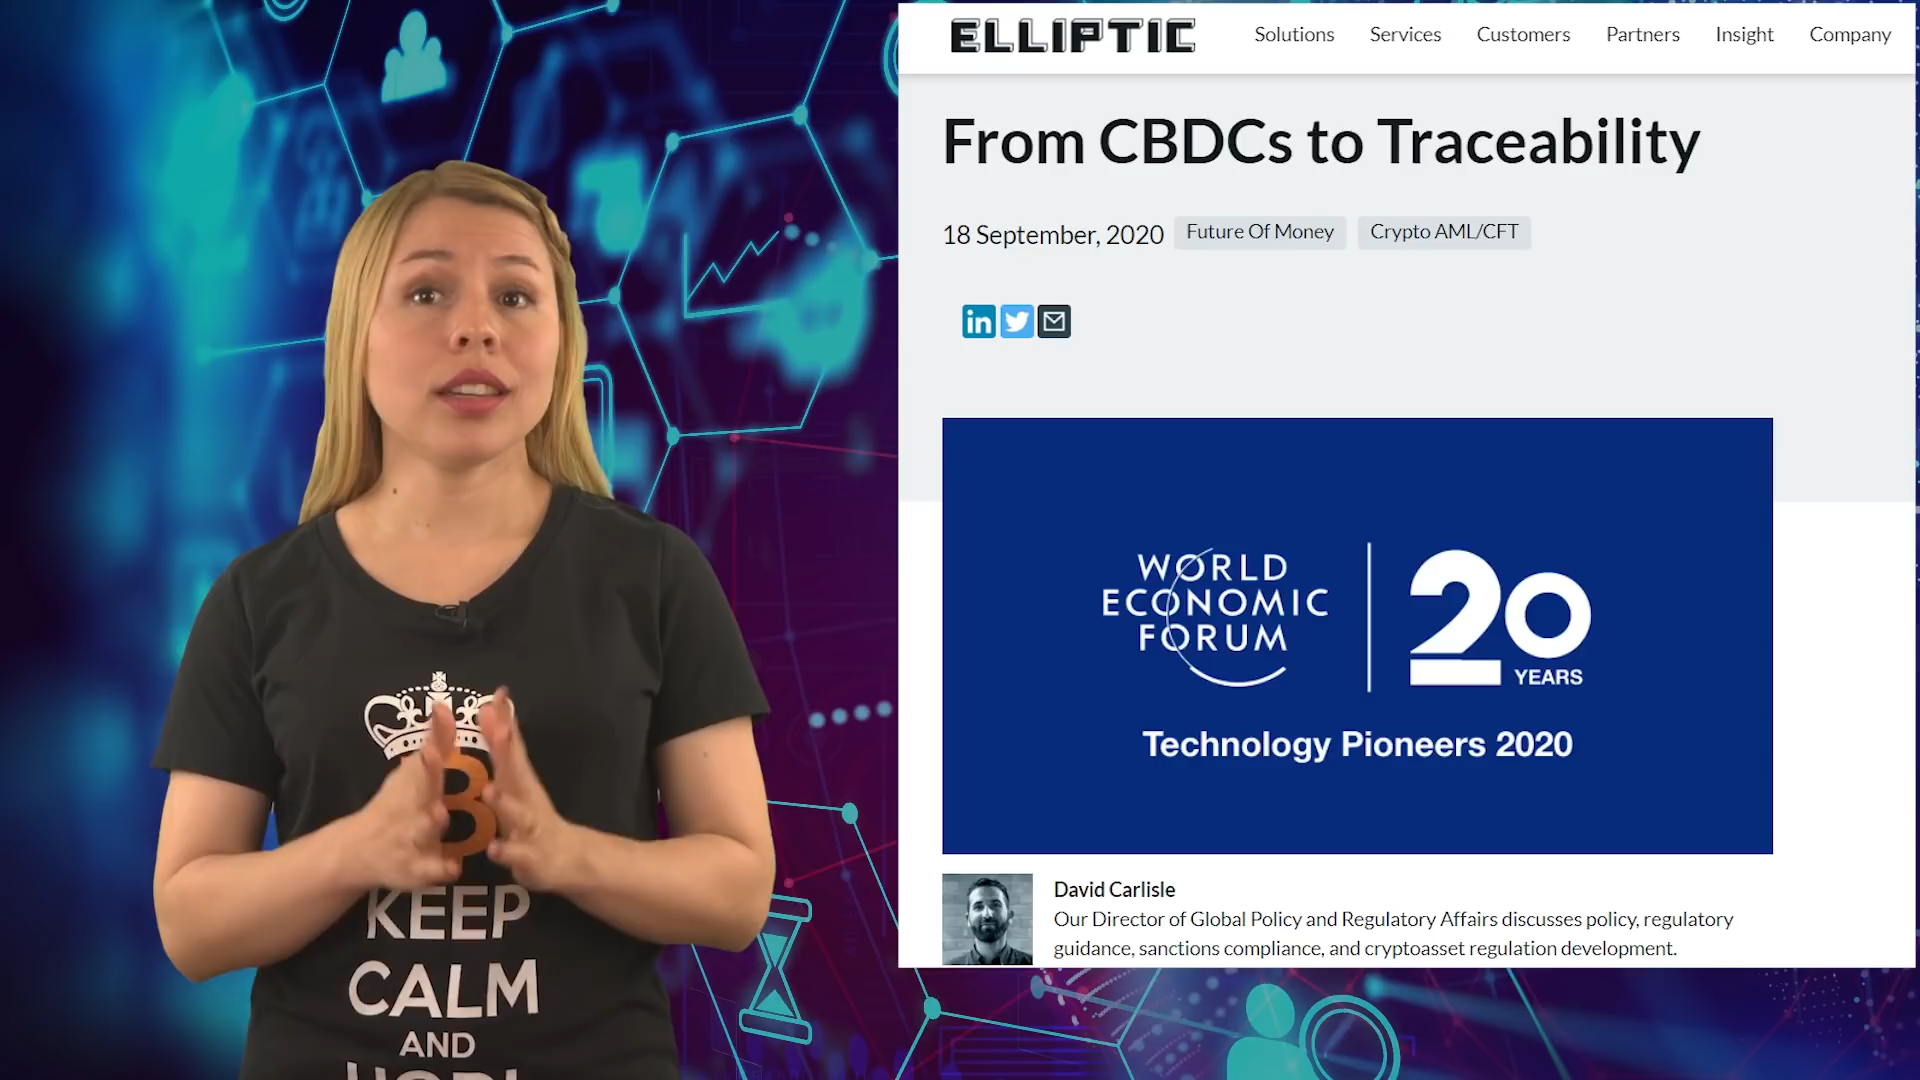 ELLIPTIC
Solutions Services Customers Partners Insight Company
From CBDCs to Traceability
18 September, 2020 Future Of Money Crypto AML/CFT
in
WORLD
ECONOMIC
FORUM
20
YEARS
Technology Pioneers 2020
David Carlisle
Our Director of Global Policy and Regulatory Affairs discusses policy, regulatory
guidance, sanctions compliance, and cryptoasset regulation development.
KEEP
CALM
AND